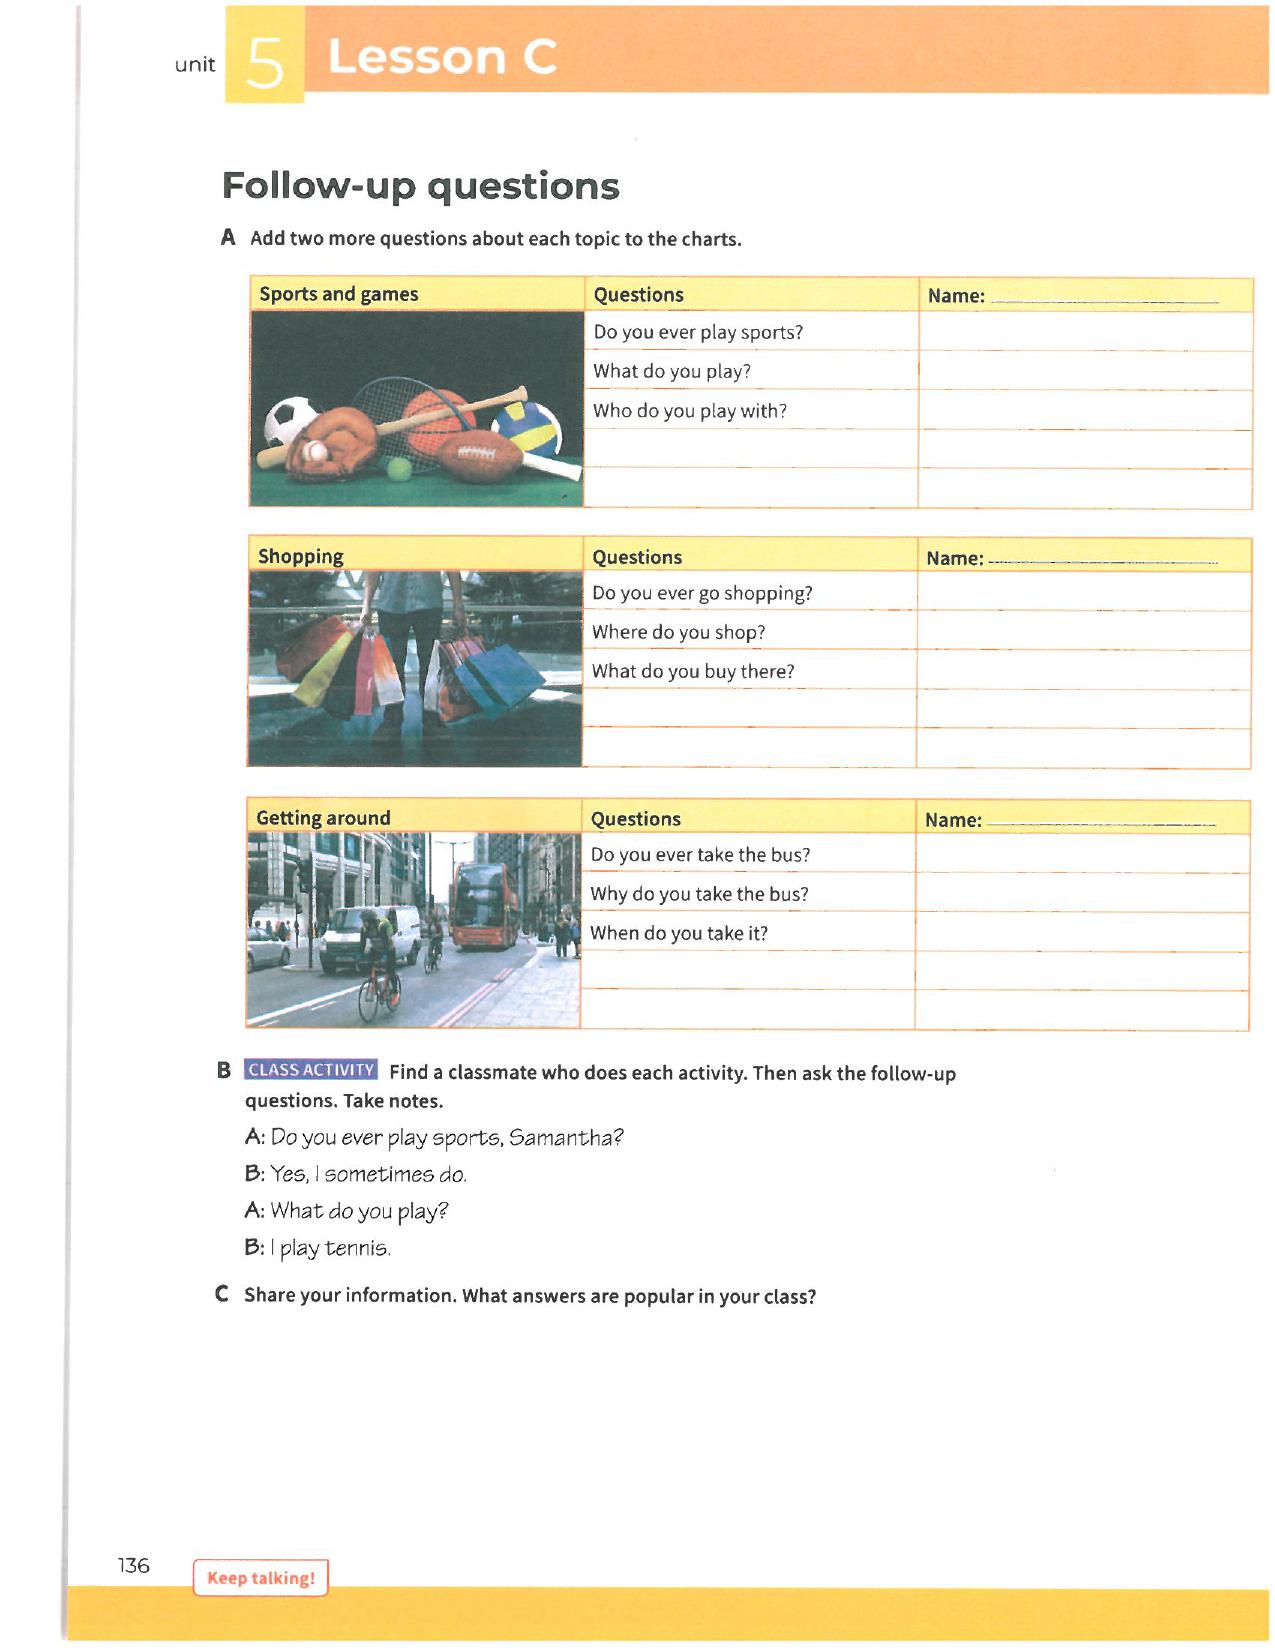 unit 5 Lesson C
Follow-up questions
A Add two more questions about each topic to the charts.
Sports and games Questions Name:
Do you ever play sports?
What do you play?
Who do you play with?
Shopping Questions Name:
Do you ever go shopping?
Where do you shop?
What do you buy there?
Getting around Questions Name:
Do you ever take the bus?
Why do you take the bus?
When do you take it?
B CLASS ACTIVITY Find a classmate who does each activity. Then ask the follow-up
questions. Take notes.
A: Do you ever play sports, Samantha?
B: Yes, I sometimes do.
A: What do you play?
B: I play tennis.
C Share your information. What answers are popular in your class?
136 Keep talking!